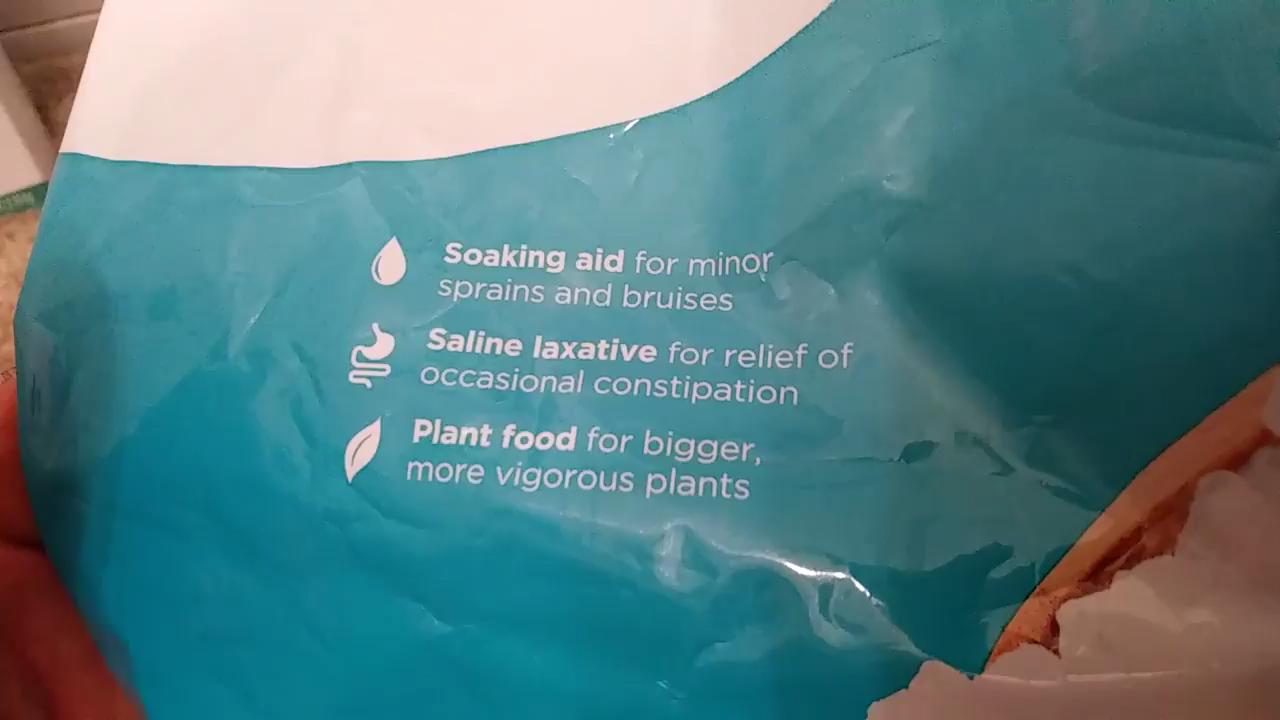 Soaking aid for minor
sprains and bruises
Saline laxative for relief of
occasional constipation
Plant food for bigger,
more vigorous plants